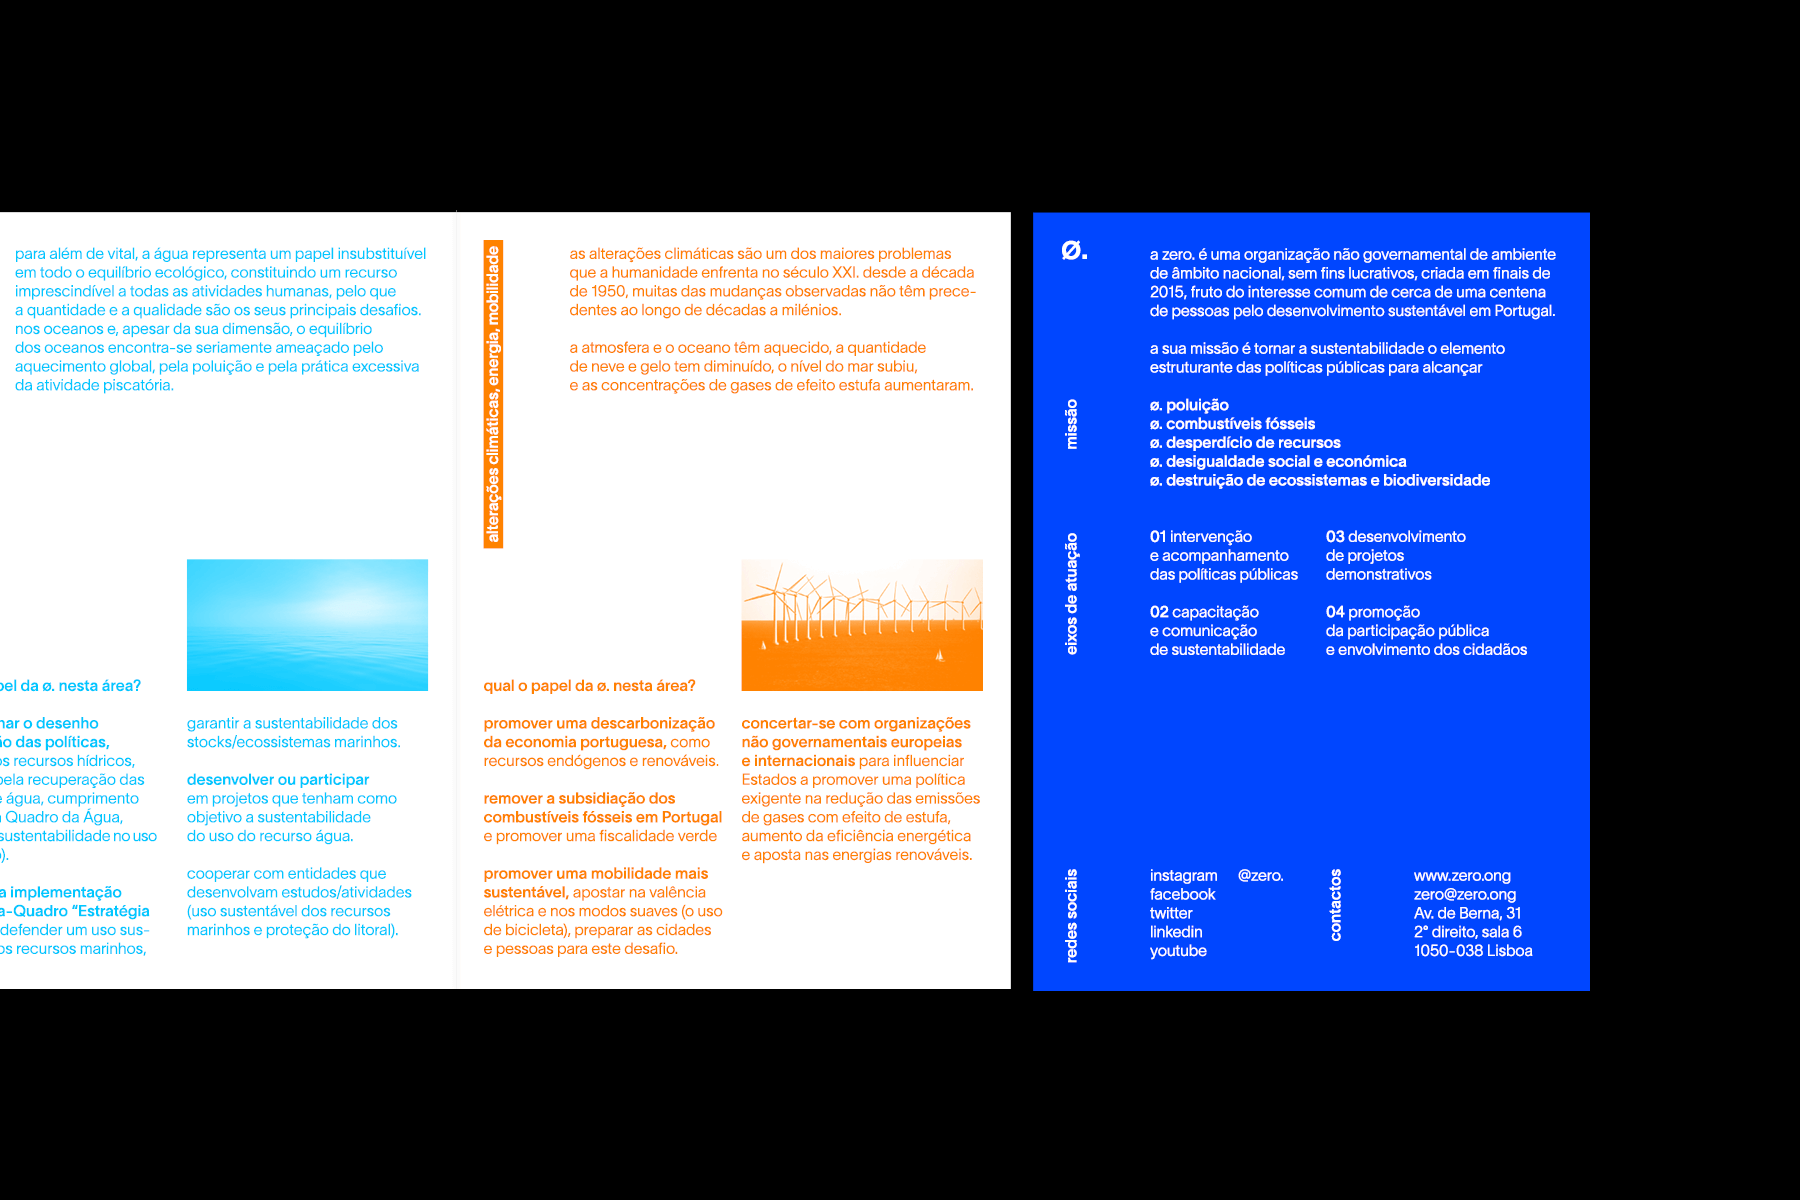 para além de vital, a água representa um papel insubstituível
em todo o equilíbrio ecológico, constituindo um recurso
imprescindível a todas as atividades humanas, pelo que
a quantidade e a qualidade são os seus principais desafios.
nos oceanos e, apesar da sua dimensão, o equilíbrio
dos oceanos encontra-se seriamente ameaçado pelo
aquecimento global, pela poluição e pela prática excessiva
da atividade piscatória.
da ø. nesta área?
o desenho
das políticas,
recursos hídricos,
pela recuperação das
água, cumprimento
Quadro da Água,
sustentabilidade no uso
).
a implementação
-Quadro “Estratégia
defender um uso sus-
os recursos marinhos,
garantir a sustentabilidade dos
stocks/ecossistemas marinhos.
desenvolver ou participar
em projetos que tenham como
objetivo a sustentabilidade
do uso do recurso água.
cooperar com entidades que
desenvolvam estudos/atividades
(uso sustentável dos recursos
marinhos e proteção do litoral).
alterações climáticas, energia, mobilidade
as alterações climáticas são um dos maiores problemas
que a humanidade enfrenta no século XXI. desde a década
de 1950, muitas das mudanças observadas não têm prece-
dentes ao longo de décadas a milénios.
a atmosfera e o oceano têm aquecido, a quantidade
de neve e gelo tem diminuído, o nível do mar subiu,
e as concentrações de gases de efeito estufa aumentaram.
qual o papel da ø. nesta área?
promover uma descarbonização
da economia portuguesa, como
recursos endógenos e renováveis.
remover a subsidiação dos
combustíveis fósseis em Portugal
e promover uma fiscalidade verde
promover uma mobilidade mais
sustentável, apostar na valência
elétrica e nos modos suaves (o uso
de bicicleta), preparar as cidades
e pessoas para este desafio.
concertar-se com organizações
não governamentais europeias
e internacionais para influenciar
Estados a promover uma política
exigente na redução das emissões
de gases com efeito de estufa,
aumento da eficiência energética
e aposta nas energias renováveis.
Ø.
a zero. é uma organização não governamental de ambiente
de âmbito nacional, sem fins lucrativos, criada em finais de
2015, fruto do interesse comum de cerca de uma centena
de pessoas pelo desenvolvimento sustentável em Portugal.
a sua missão é tornar a sustentabilidade o elemento
estruturante das políticas públicas para alcançar
missão
ø. poluição
ø. combustíveis fósseis
ø. desperdício de recursos
ø. desigualdade social e económica
ø. destruição de ecossistemas e biodiversidade
eixos de atuação
01 intervenção
e acompanhamento
das políticas públicas
02 capacitação
e comunicação
de sustentabilidade
03 desenvolvimento
de projetos
demonstrativos
04 promoção
da participação pública
e envolvimento dos cidadãos
redes sociais
instagram @zero.
facebook
twitter
linkedin
youtube
contactos
www.zero.ong
zero@zero.ong
Av. de Berna, 31
2° direito, sala 6
1050-038 Lisboa